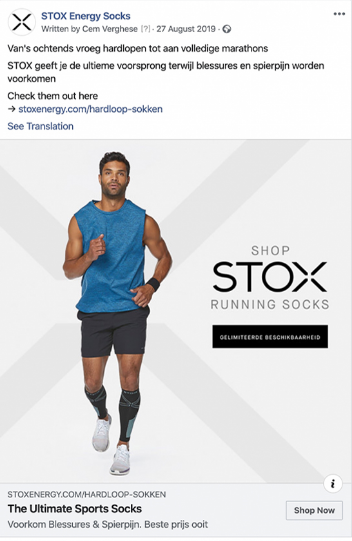 STOX Energy Socks
Written by Cem Verghese [?] · 27 August 2019 ·
Van's ochtends vroeg hardlopen tot aan volledige marathons
STOX geeft je de ultieme voorsprong terwijl blessures en spierpijn worden
voorkomen
Check them out here
→ stoxenergy.com/hardloop-sokken
See Translation
SHOP
STOX
RUNNING SOCKS
GELIMITEERDE BESCHIKBAARHEID
STOXENERGY.COM/HARDLOOP-SOKKEN
The Ultimate Sports Socks
Voorkom Blessures & Spierpijn. Beste prijs ooit
Shop Now